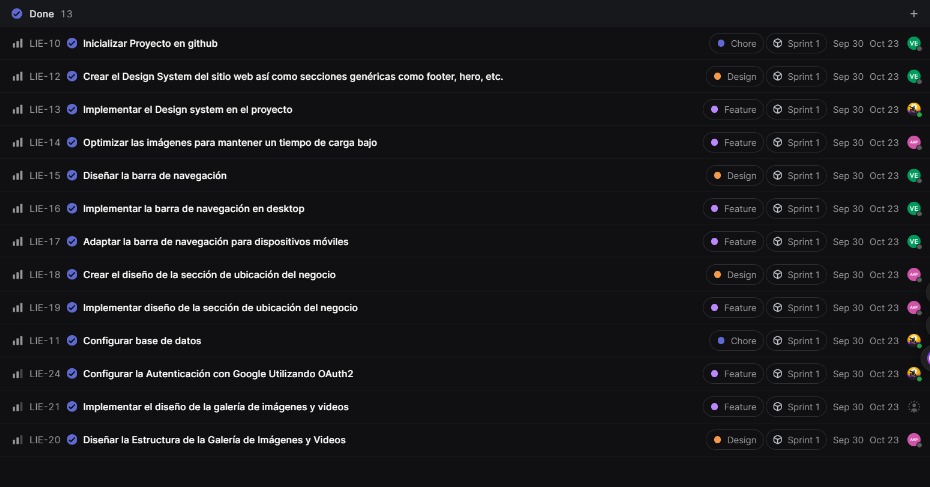 Done 13
LIE-10 Inicializar Proyecto en github Chore Sprint 1 Sep 30 Oct 23 VE
LIE-12 Crear el Design System del sitio web así como secciones genéricas como footer, hero, etc. Design Sprint 1 Sep 30 Oct 23 VE
LIE-13 Implementar el Design system en el proyecto Feature Sprint 1 Sep 30 Oct 23
LIE-14 Optimizar las imágenes para mantener un tiempo de carga bajo Feature Sprint 1 Sep 30 Oct 23
LIE-15 Diseñar la barra de navegación Design Sprint 1 Sep 30 Oct 23 VE
LIE-16 Implementar la barra de navegación en desktop Feature Sprint 1 Sep 30 Oct 23 VE
LIE-17 Adaptar la barra de navegación para dispositivos móviles Feature Sprint 1 Sep 30 Oct 23 VE
LIE-18 Crear el diseño de la sección de ubicación del negocio Design Sprint 1 Sep 30 Oct 23
LIE-19 Implementar diseño de la sección de ubicación del negocio Feature Sprint 1 Sep 30 Oct 23
LIE-11 Configurar base de datos Chore Sprint 1 Sep 30 Oct 23
LIE-24 Configurar la Autenticación con Google Utilizando OAuth2 Feature Sprint 1 Sep 30 Oct 23
LIE-21 Implementar el diseño de la galería de imágenes y videos Feature Sprint 1 Sep 30 Oct 23
LIE-20 Diseñar la Estructura de la Galería de Imágenes y Videos Design Sprint 1 Sep 30 Oct 23